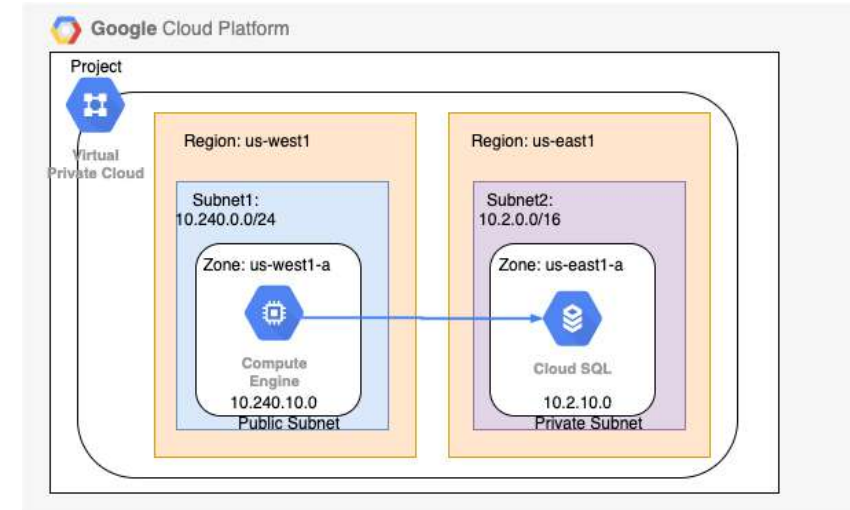 Google Cloud Platform
Project
Virtual
Private Cloud
Region: us-west1
Subnet1:
10.240.0.0/24
Zone: us-west1-a
Compute
Engine
10.240.10.0
Public Subnet
Region: us-east1
Subnet2:
10.2.0.0/16
Zone: us-east1-a
Cloud SQL
10.2.10.0
Private Subnet